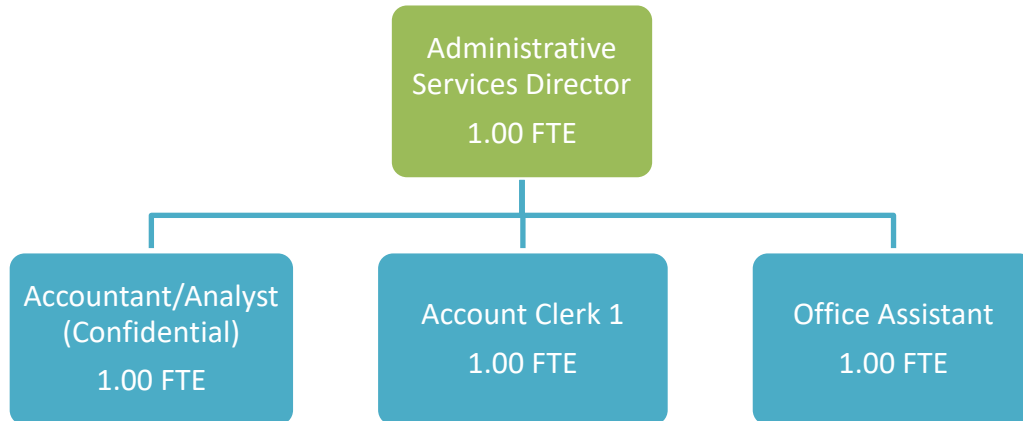 Administrative
Services Director
1.00 FTE
Accountant/Analyst
(Confidential)
1.00 FTE
Account Clerk 1
1.00 FTE
Office Assistant
1.00 FTE